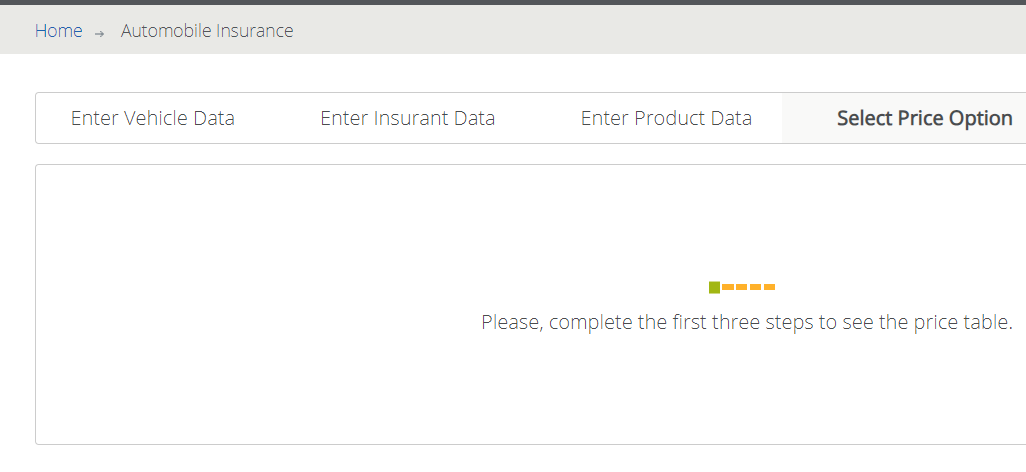 Home → Automobile Insurance
Enter Vehicle Data Enter Insurant Data Enter Product Data Select Price Option
Please, complete the first three steps to see the price table.